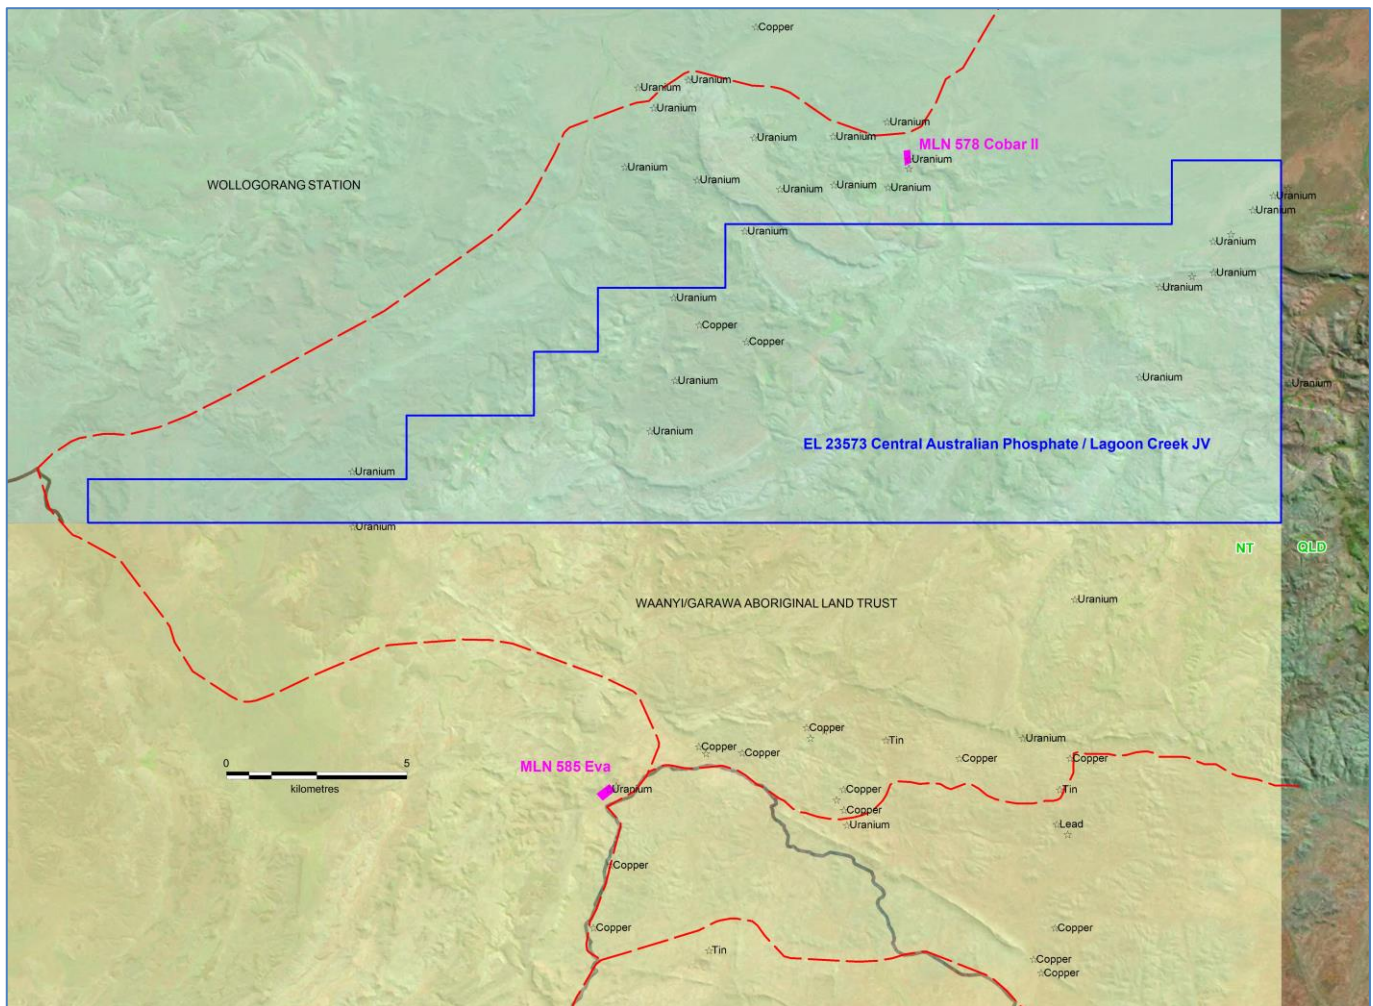 Copper
Uranium
Uranium
Uranium
Uranium
Uranium
Uranium
MLN 578 Cobar II
Uranium
Uranium
Uranium
WOLLOGORANG STATION
Uranium
Uranium
Uranium
Uranium
Uranium
Uranium
Uranium
Uranium
Uranium
Uranium
Uranium
Copper
Copper
Uranium
Uranium
Uranium
Uranium
EL 23573 Central Australian Phosphate / Lagoon Creek JV
Uranium
Uranium
NT
QLD
WAANYI/GARAWA ABORIGINAL LAND TRUST
Uranium
Copper
Tin
Uranium
Copper
Copper
Copper
Copper
MLN 585 Eva
0 5
kilometres
Uranium
Copper
Tin
Copper
Uranium
Lead
Copper
Copper
Copper
Tin
Copper
Copper